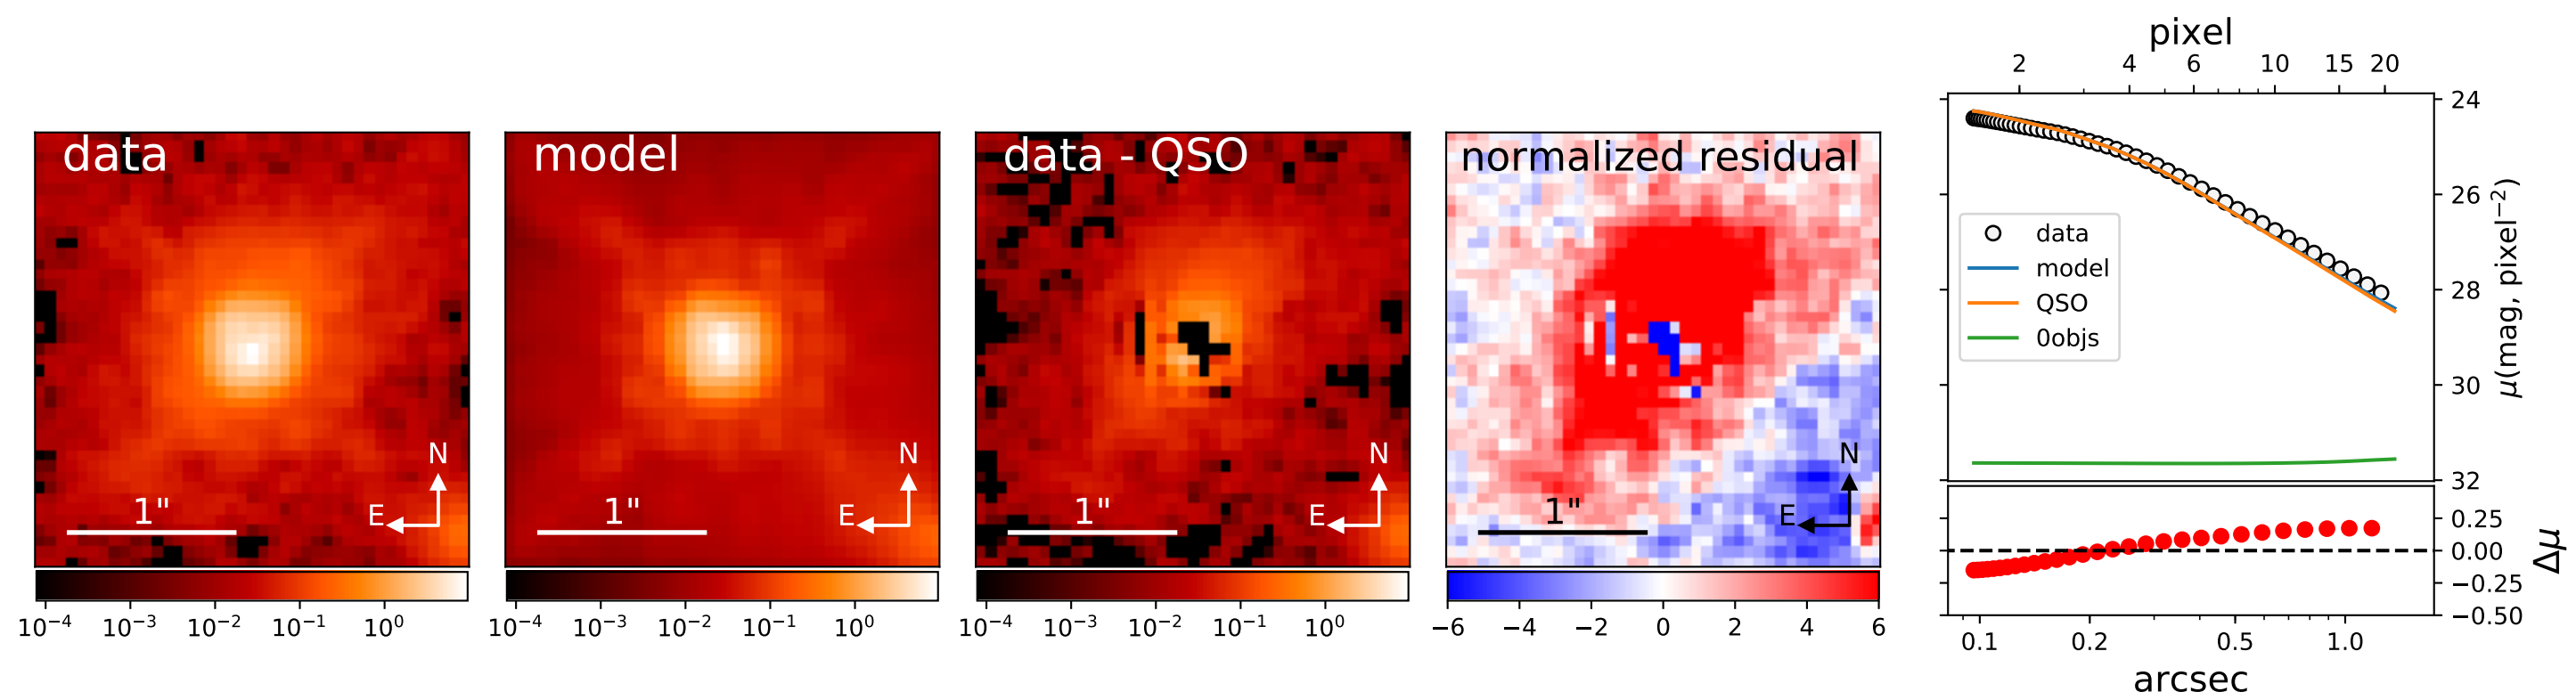 data
N
E
1"
10⁻⁴ 10⁻³ 10⁻² 10⁻¹ 10⁰
model
N
E
1"
10⁻⁴ 10⁻³ 10⁻² 10⁻¹ 10⁰
data - QSO
N
E
1"
10⁻⁴ 10⁻³ 10⁻² 10⁻¹ 10⁰
normalized residual
N
E
1"
−6 −4 −2 0 2 4 6
pixel
2 4 6 10 15 20
24
26
28
30
32
μ(mag, pixel⁻²)
data
model
QSO
0objs
0.25
0.00
−0.25
−0.50
Δμ
0.1 0.2 0.5 1.0
arcsec